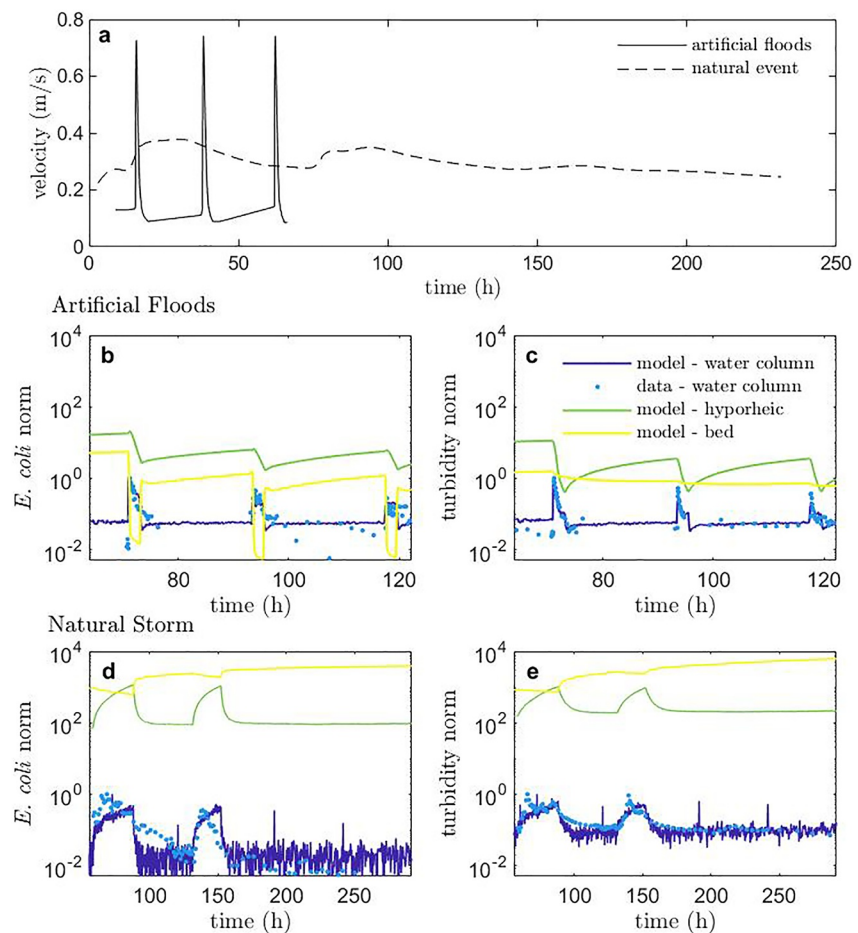 a
velocity (m/s)
0.8
0.6
0.4
0.2
0
artificial floods
natural event
0 50 100 150 200 250
time (h)
Artificial Floods
b
E. coli norm
10^4
10^2
10^0
10^-2
80 100 120
time (h)
c
turbidity norm
10^4
10^2
10^0
10^-2
model - water column
data - water column
model - hyporheic
model - bed
80 100 120
time (h)
Natural Storm
d
E. coli norm
10^4
10^2
10^0
10^-2
100 150 200 250
time (h)
e
turbidity norm
10^4
10^2
10^0
10^-2
100 150 200 250
time (h)